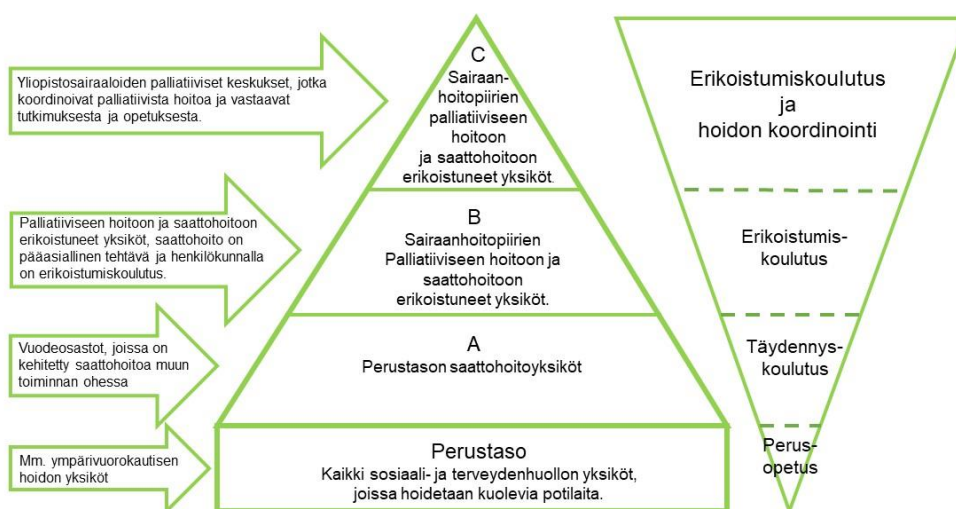 Yliopistosairaaloiden palliatiiviset keskukset, jotka
koordinoivat palliatiivista hoitoa ja vastaavat
tutkimuksesta ja opetuksesta.
C
Sairaan-
hoitopiirien
palliatiiviseen
hoitoon
ja saattohoitoon
erikoistuneet yksiköt.
Erikoistumiskoulutus
ja
hoidon koordinointi
Palliatiiviseen hoitoon ja saattohoitoon
erikoistuneet yksiköt, saattohoito on
pääasiallinen tehtävä ja henkilökunnalla
on erikoistumiskoulutus.
B
Sairaanhoitopiirien
Palliatiiviseen hoitoon ja
saattohoitoon
erikoistuneet yksiköt.
Erikoistumis-
koulutus
Vuodeosastot, joissa on
kehitetty saattohoitoa muun
toiminnan ohessa
A
Perustason saattohoitoyksiköt
Täydennys-
koulutus
Mm. ympärivuorokautisen
hoidon yksiköt
Perustaso
Kaikki sosiaali- ja terveydenhuollon yksiköt,
joissa hoidetaan kuolevia potilaita.
Perus-
opetus